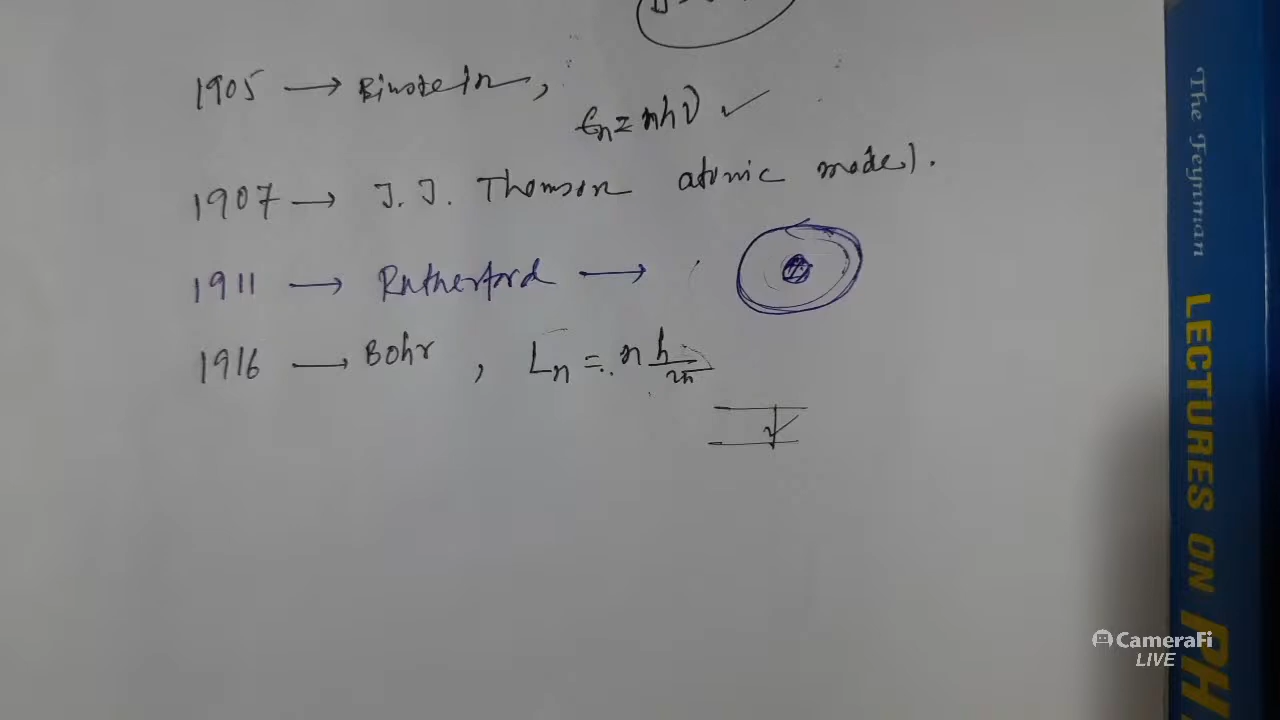 1905 → Einstein,
En = nhν ✓
1907 → J. J. Thomson atomic model.
1911 → Rutherford →
1916 → Bohr, Ln = n h/2π
The Feynman LECTURES ON PH
CameraFi
LIVE